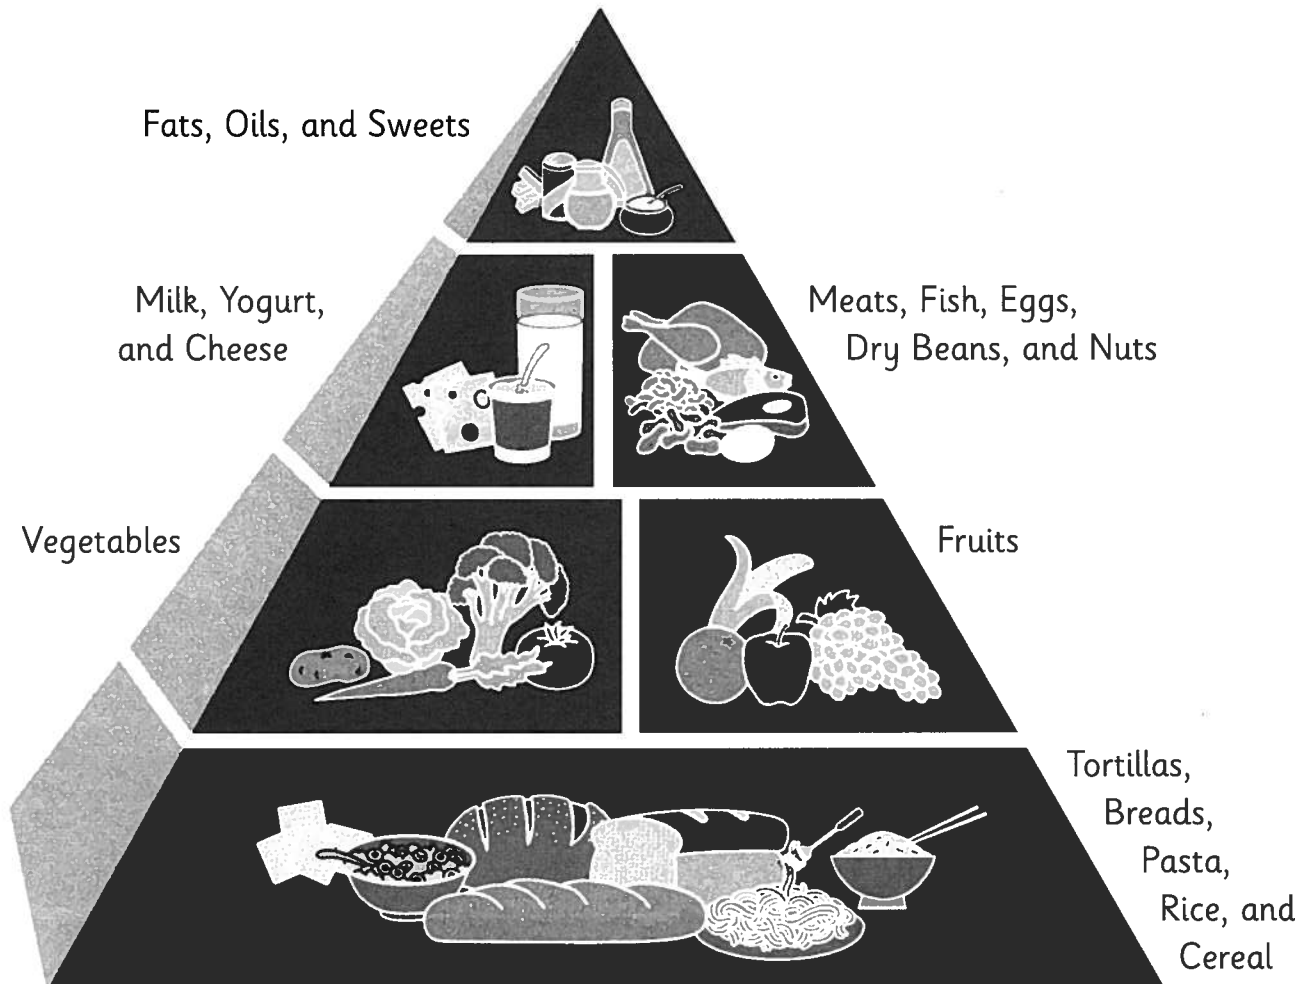 Fats, Oils, and Sweets
Milk, Yogurt,
and Cheese
Meats, Fish, Eggs,
Dry Beans, and Nuts
Vegetables
Fruits
Tortillas,
Breads,
Pasta,
Rice, and
Cereal